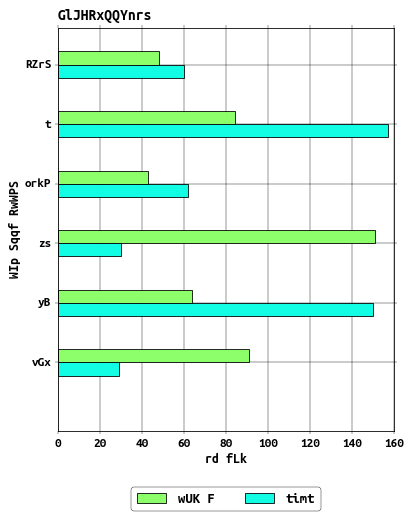 GlJHRxQQYnrs
RZrS
t
orkP
zs
yB
vGx
WIp Sqqf RwWPS
0 20 40 60 80 100 120 140 160
rd fLk
wUK F timt